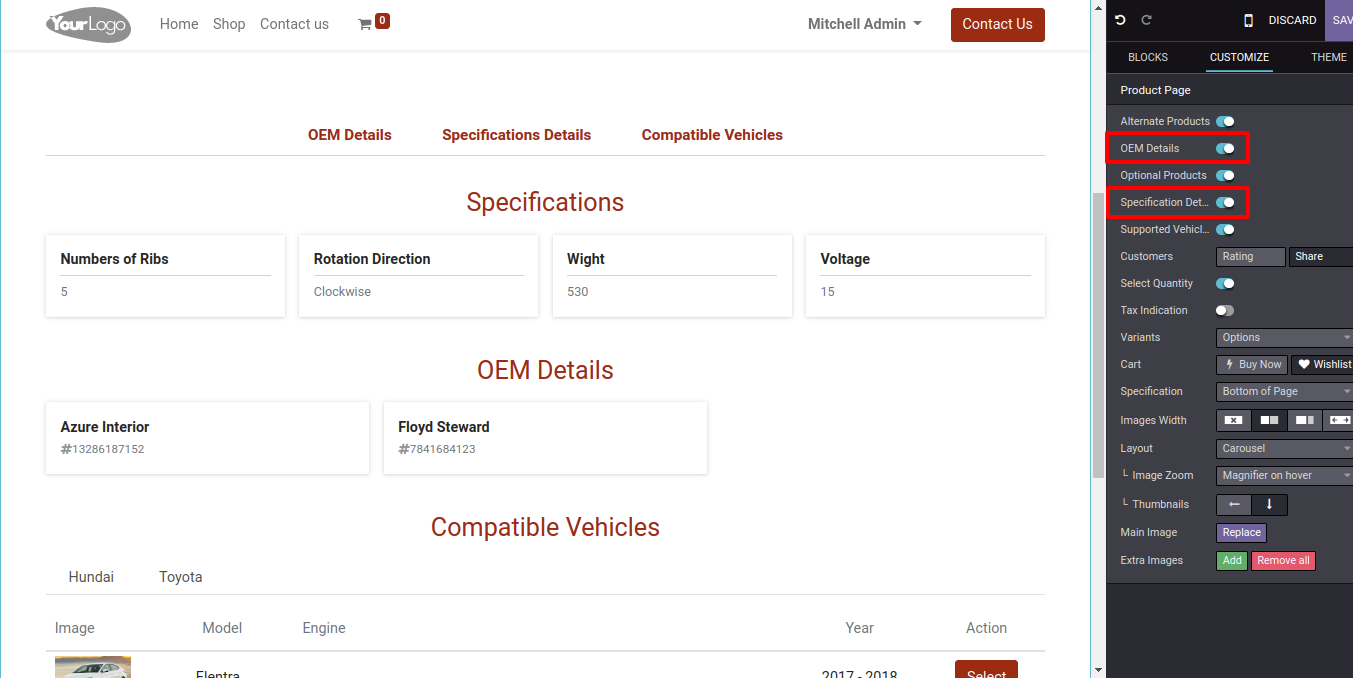 YourLogo Home Shop Contact us 0 Mitchell Admin Contact Us
OEM Details Specifications Details Compatible Vehicles
Specifications
Numbers of Ribs Rotation Direction Wight Voltage
5 Clockwise 530 15
OEM Details
Azure Interior Floyd Steward
#13286187152 #7841684123
Compatible Vehicles
Hundai Toyota
Image Model Engine Year Action
Elentra 2017 - 2018 Select
DISCARD SAV
BLOCKS CUSTOMIZE THEME
Product Page
Alternate Products
OEM Details
Optional Products
Specification Det...
Supported Vehicl...
Customers Rating Share
Select Quantity
Tax Indication
Variants Options
Cart Buy Now Wishlist
Specification Bottom of Page
Images Width
Layout Carousel
└ Image Zoom Magnifier on hover
└ Thumbnails
Main Image Replace
Extra Images Add Remove all